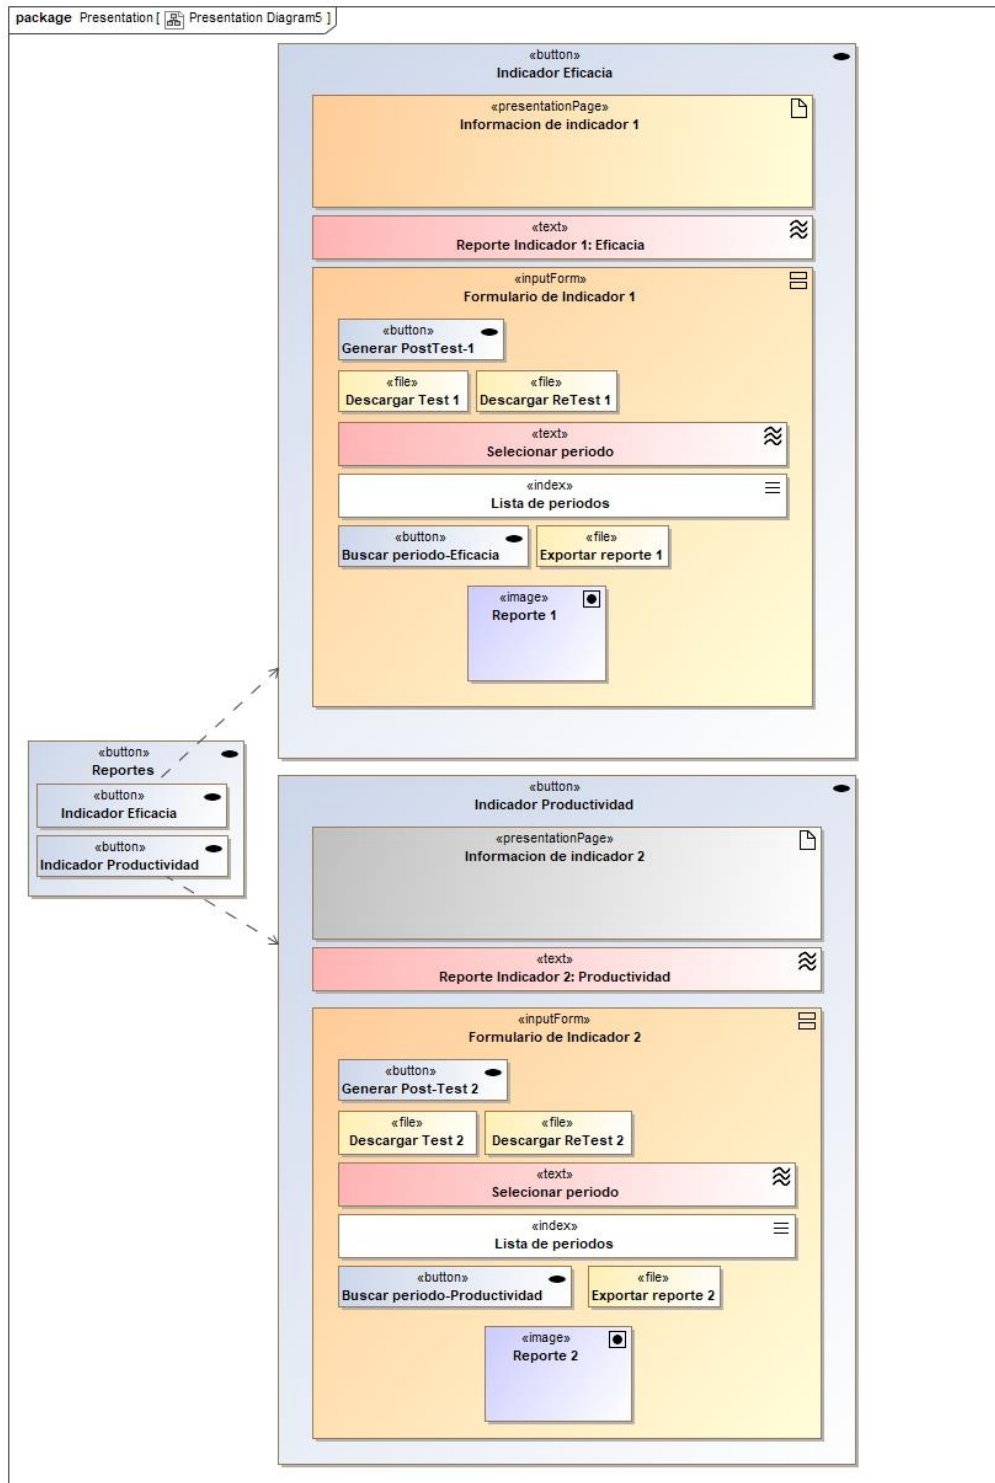 package Presentation [ Presentation Diagram5 ]
«button»
Indicador Eficacia
«presentationPage»
Informacion de indicador 1
«text»
Reporte Indicador 1: Eficacia
«inputForm»
Formulario de Indicador 1
«button»
Generar PostTest-1
«file»
Descargar Test 1
«file»
Descargar ReTest 1
«text»
Selecionar periodo
«index»
Lista de periodos
«button»
Buscar periodo-Eficacia
«file»
Exportar reporte 1
«image»
Reporte 1
«button»
Reportes
«button»
Indicador Eficacia
«button»
Indicador Productividad
«button»
Indicador Productividad
«presentationPage»
Informacion de indicador 2
«text»
Reporte Indicador 2: Productividad
«inputForm»
Formulario de Indicador 2
«button»
Generar Post-Test 2
«file»
Descargar Test 2
«file»
Descargar ReTest 2
«text»
Selecionar periodo
«index»
Lista de periodos
«button»
Buscar periodo-Productividad
«file»
Exportar reporte 2
«image»
Reporte 2